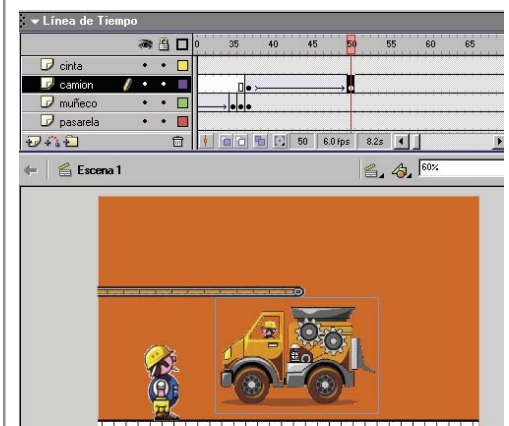 Línea de Tiempo
0 35 40 45 50 55 60 65
cinta
camion
muñeco
pasarela
50 6.0 fps 8.2s
Escena 1 60%